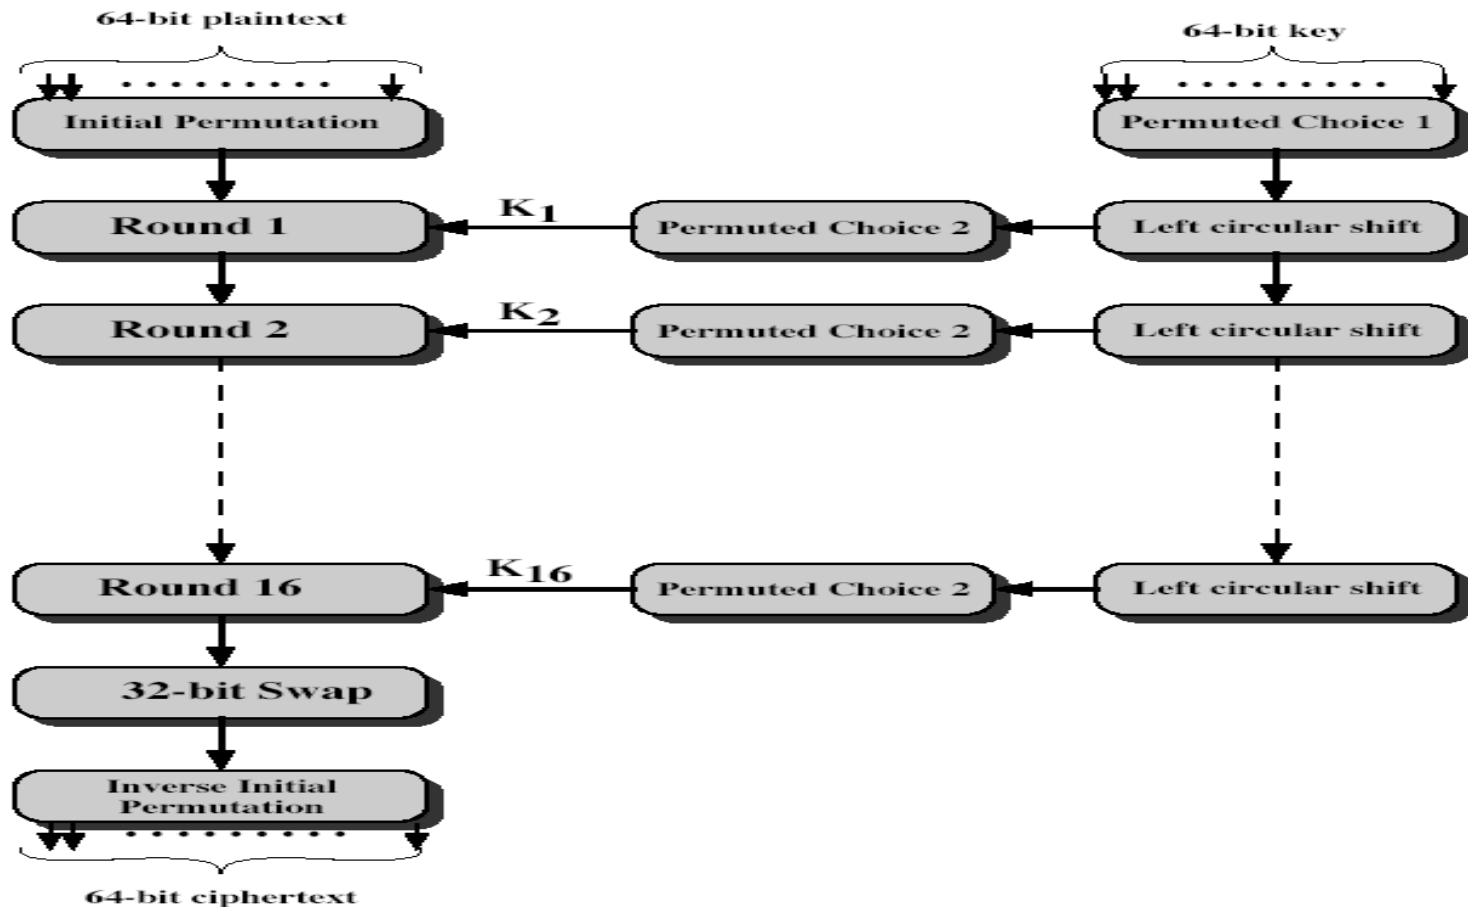 64-bit plaintext
64-bit key
Initial Permutation
Permuted Choice 1
Round 1
K1
Permuted Choice 2
Left circular shift
Round 2
K2
Permuted Choice 2
Left circular shift
Round 16
K16
Permuted Choice 2
Left circular shift
32-bit Swap
Inverse Initial
Permutation
64-bit ciphertext